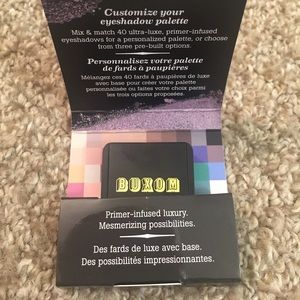 Customize your
eyeshadow palette
Mix & match 40 ultra-luxe, primer-infused
eyeshadows for a personalized palette, or choose
from three pre-built options.
Personnalisez votre palette
de fards à paupières
Mélangez ces 40 fards à paupières de luxe
avec base pour créer votre palette
personnalisée ou faites votre choix parmi
les trois options proposées.
BUXOM
Primer-infused luxury.
Mesmerizing possibilities.
Des fards de luxe avec base.
Des possibilités impressionnantes.